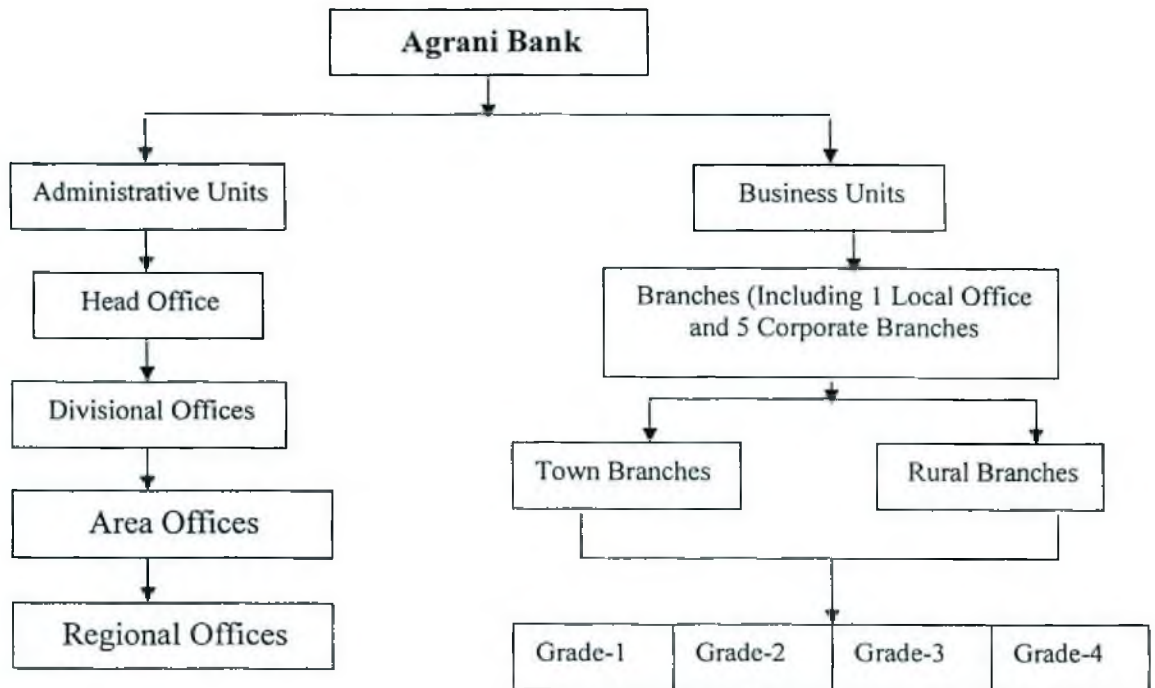 Agrani Bank
Administrative Units
Business Units
Head Office
Branches (Including 1 Local Office
and 5 Corporate Branches
Divisional Offices
Town Branches
Rural Branches
Area Offices
Regional Offices
Grade-1
Grade-2
Grade-3
Grade-4